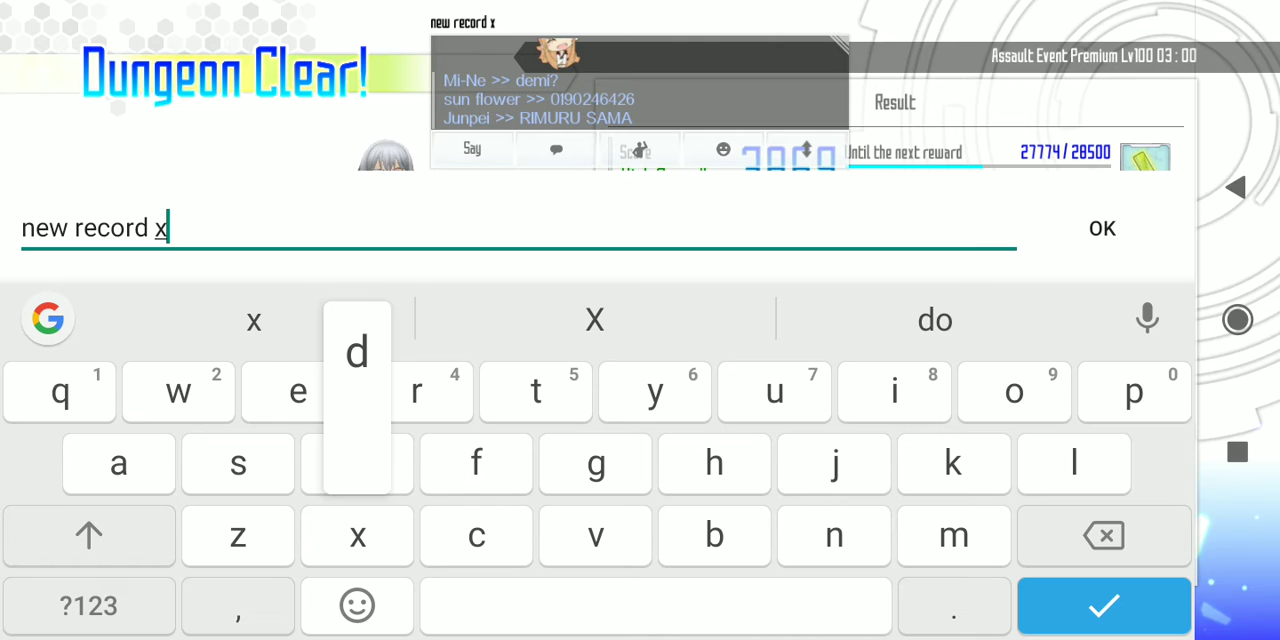 new record x
Dungeon Clear!
Assault Event Premium Lv100 03:00
Mi-Ne >> demi?
sun flower >> 0190246426
Junpei >> RIMURU SAMA
Result
Say
Score
Until the next reward 27774 / 28500
new record x
OK
x X do
d
q 1 w 2 e r 4 t 5 y 6 u 7 i 8 o 9 p 0
a s f g h j k l
z x c v b n m
?123 , .